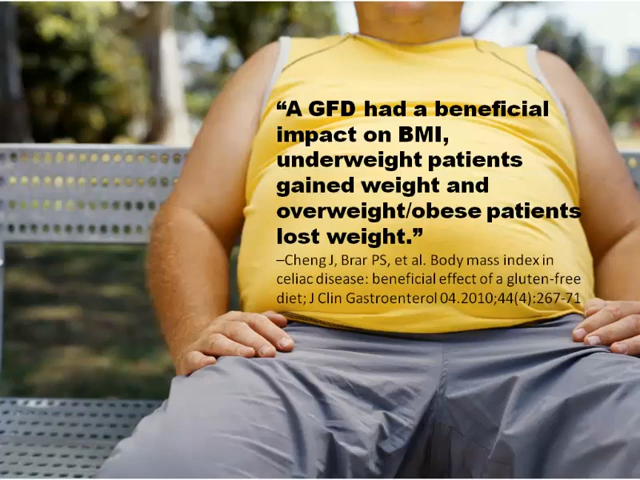 “A GFD had a beneficial
impact on BMI,
underweight patients
gained weight and
overweight/obese patients
lost weight.”
–Cheng J, Brar PS, et al. Body mass index in
celiac disease: beneficial effect of a gluten-free
diet; J Clin Gastroenterol 04.2010;44(4):267-71